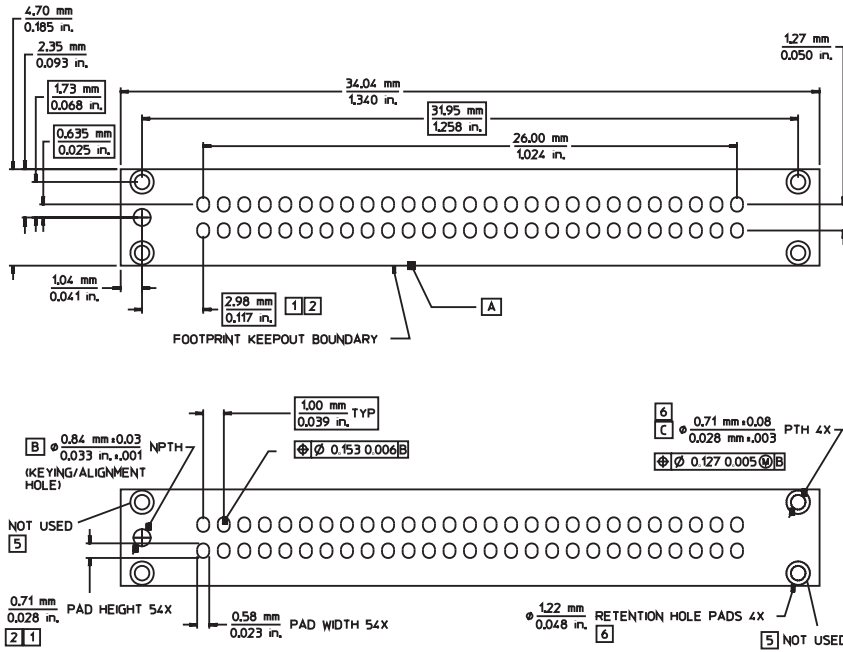 4.70 mm
0.185 in.
2.35 mm
0.093 in.
1.73 mm
0.068 in.
0.635 mm
0.025 in.
34.04 mm
1.340 in.
31.95 mm
1.258 in.
26.00 mm
1.024 in.
1.27 mm
0.050 in.
1.04 mm
0.041 in.
2.98 mm
0.117 in.
1 2
A
FOOTPRINT KEEPOUT BOUNDARY
1.00 mm TYP
0.039 in.
⌖ Ø 0.153 0.006 B
B ø 0.84 mm±0.03 NPTH
0.033 in.±.001
(KEYING/ALIGNMENT
HOLE)
6
C ø 0.71 mm±0.08 PTH 4X
0.028 mm±.003
⌖ Ø 0.127 0.005 Ⓜ B
NOT USED
5
0.71 mm PAD HEIGHT 54X
0.028 in.
2 1
0.58 mm PAD WIDTH 54X
0.023 in.
ø 1.22 mm RETENTION HOLE PADS 4X
0.048 in.
6
5 NOT USED